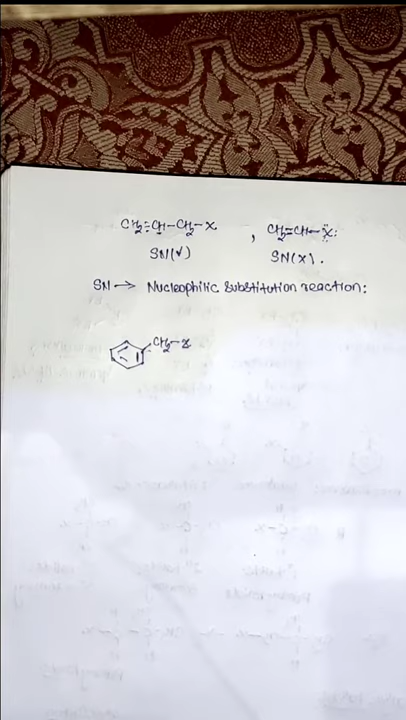 CH2=CH-CH2-X , CH2=CH-Ẍ:
SN(✓) SN(X).
SN → Nucleophilic Substitution reaction:
CH2-X